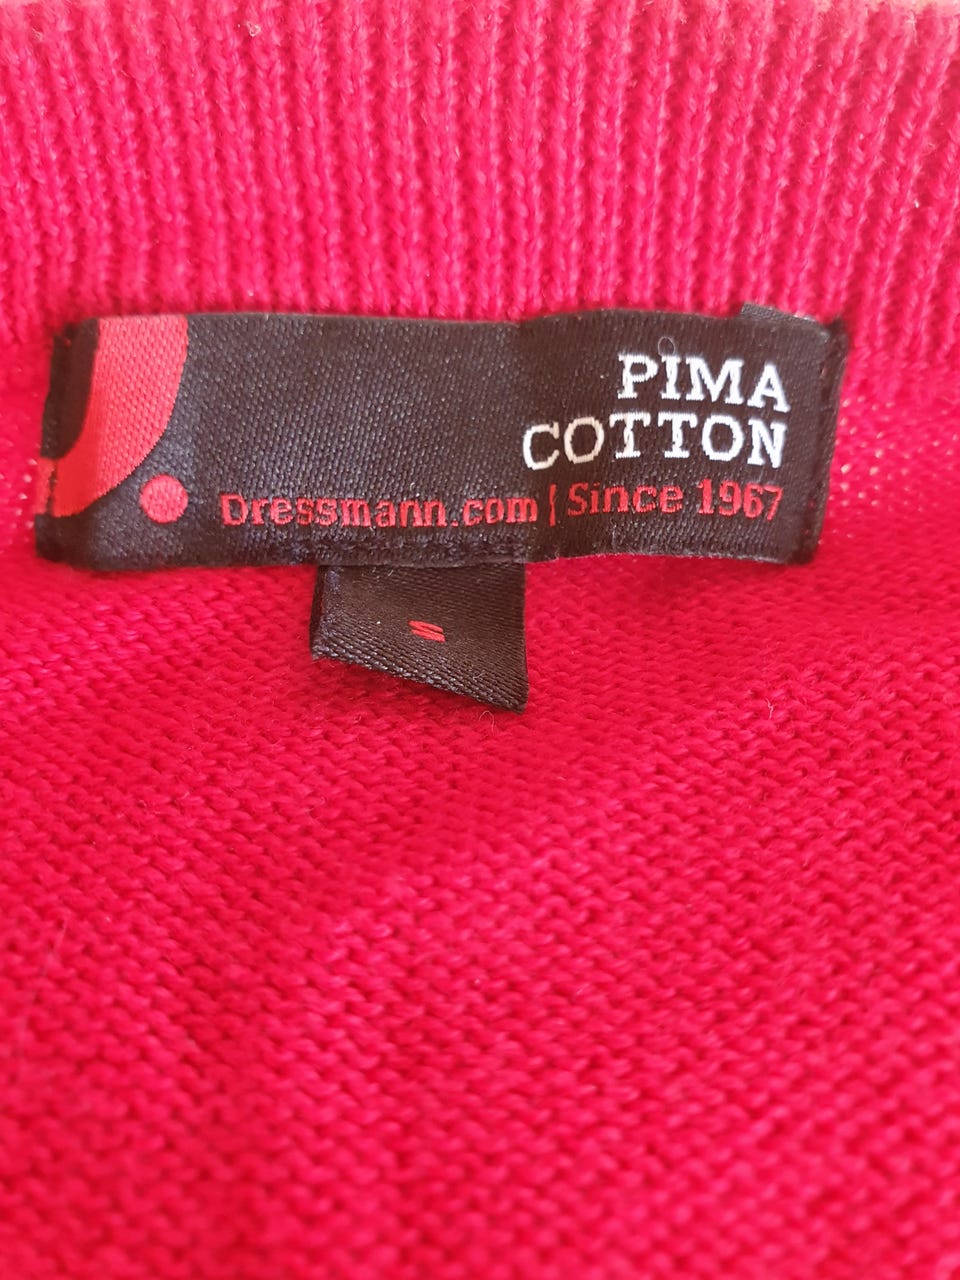 PIMA
COTTON
Dressmann.com | Since 1967
S